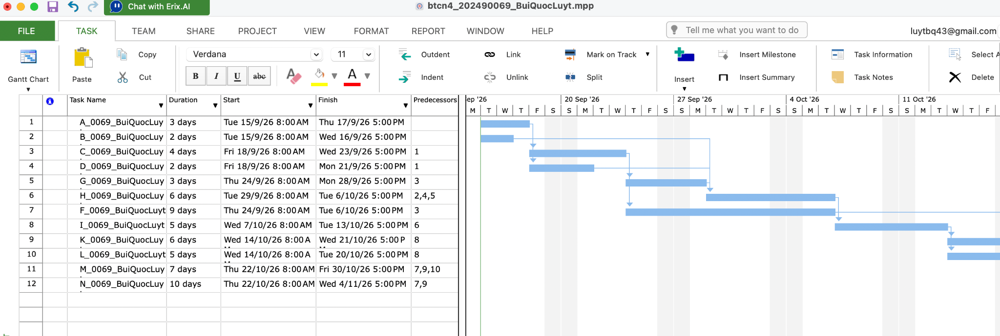 Chat with Erix.AI
btcn4_202490069_BuiQuocLuyt.mpp
FILE TASK TEAM SHARE PROJECT VIEW FORMAT REPORT WINDOW HELP Tell me what you want to do luytbq43@gmail.com
Copy Verdana 11 Outdent Link Mark on Track Insert Milestone Task Information Select A
Gantt Chart Paste Cut B I U abc A A Indent Unlink Split Insert Insert Summary Task Notes Delete
Task Name Duration Start Finish Predecessors
1 A_0069_BuiQuocLuy 3 days Tue 15/9/26 8:00 AM Thu 17/9/26 5:00 PM
2 B_0069_BuiQuocLuy 2 days Tue 15/9/26 8:00 AM Wed 16/9/26 5:00 PM
3 C_0069_BuiQuocLuy 4 days Fri 18/9/26 8:00 AM Wed 23/9/26 5:00 PM 1
4 D_0069_BuiQuocLuy 2 days Fri 18/9/26 8:00 AM Mon 21/9/26 5:00 PM 1
5 G_0069_BuiQuocLuy 3 days Thu 24/9/26 8:00 AM Mon 28/9/26 5:00 PM 3
6 H_0069_BuiQuocLuy 6 days Tue 29/9/26 8:00 AM Tue 6/10/26 5:00 PM 2,4,5
7 F_0069_BuiQuocLuyt 9 days Thu 24/9/26 8:00 AM Tue 6/10/26 5:00 PM 3
8 I_0069_BuiQuocLuyt 5 days Wed 7/10/26 8:00 AM Tue 13/10/26 5:00 PM 6
9 K_0069_BuiQuocLuy 6 days Wed 14/10/26 8:00 A Wed 21/10/26 5:00 P 8
10 L_0069_BuiQuocLuyt 5 days Wed 14/10/26 8:00 A Tue 20/10/26 5:00 PM 8
11 M_0069_BuiQuocLuy 7 days Thu 22/10/26 8:00 AM Fri 30/10/26 5:00 PM 7,9,10
12 N_0069_BuiQuocLuy 10 days Thu 22/10/26 8:00 AM Wed 4/11/26 5:00 PM 7,9
ep '26 20 Sep '26 27 Sep '26 4 Oct '26 11 Oct '26
M T W T F S S M T W T F S S M T W T F S S M T W T F S S M T W T F